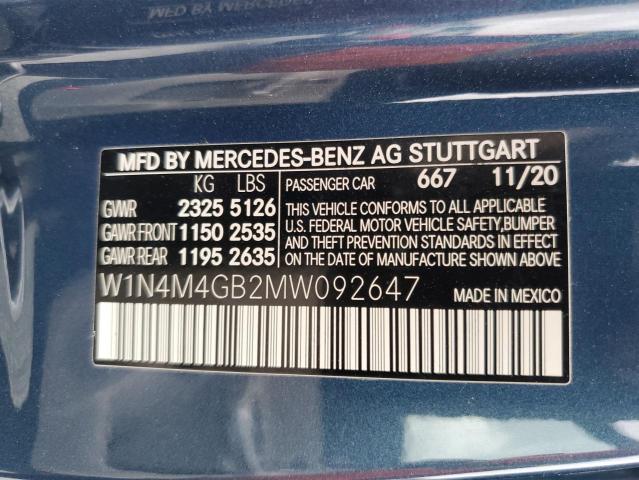 MFD BY MERCEDES-BENZ AG STUTTGART
KG LBS
GVWR 2325 5126
GAWR FRONT 1150 2535
GAWR REAR 1195 2635
PASSENGER CAR 667 11/20
THIS VEHICLE CONFORMS TO ALL APPLICABLE
U.S. FEDERAL MOTOR VEHICLE SAFETY,BUMPER
AND THEFT PREVENTION STANDARDS IN EFFECT
ON THE DATE OF MANUFACTURE SHOWN ABOVE.
W1N4M4GB2MW092647 MADE IN MEXICO